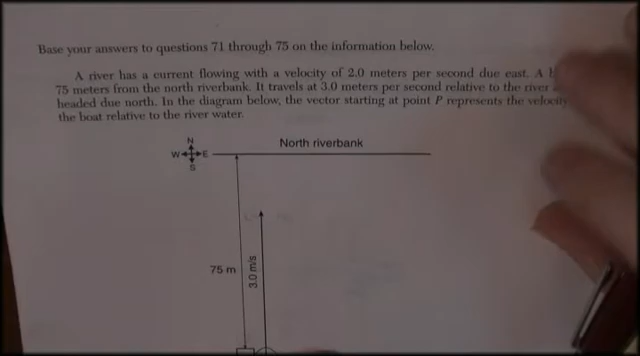 Base your answers to questions 71 through 75 on the information below.
A river has a current flowing with a velocity of 2.0 meters per second due east. A
75 meters from the north riverbank. It travels at 3.0 meters per second relative to the river
headed due north. In the diagram below, the vector starting at point P represents the velocity
the boat relative to the river water.
N
North riverbank
W E
S
75 m
3.0 m/s